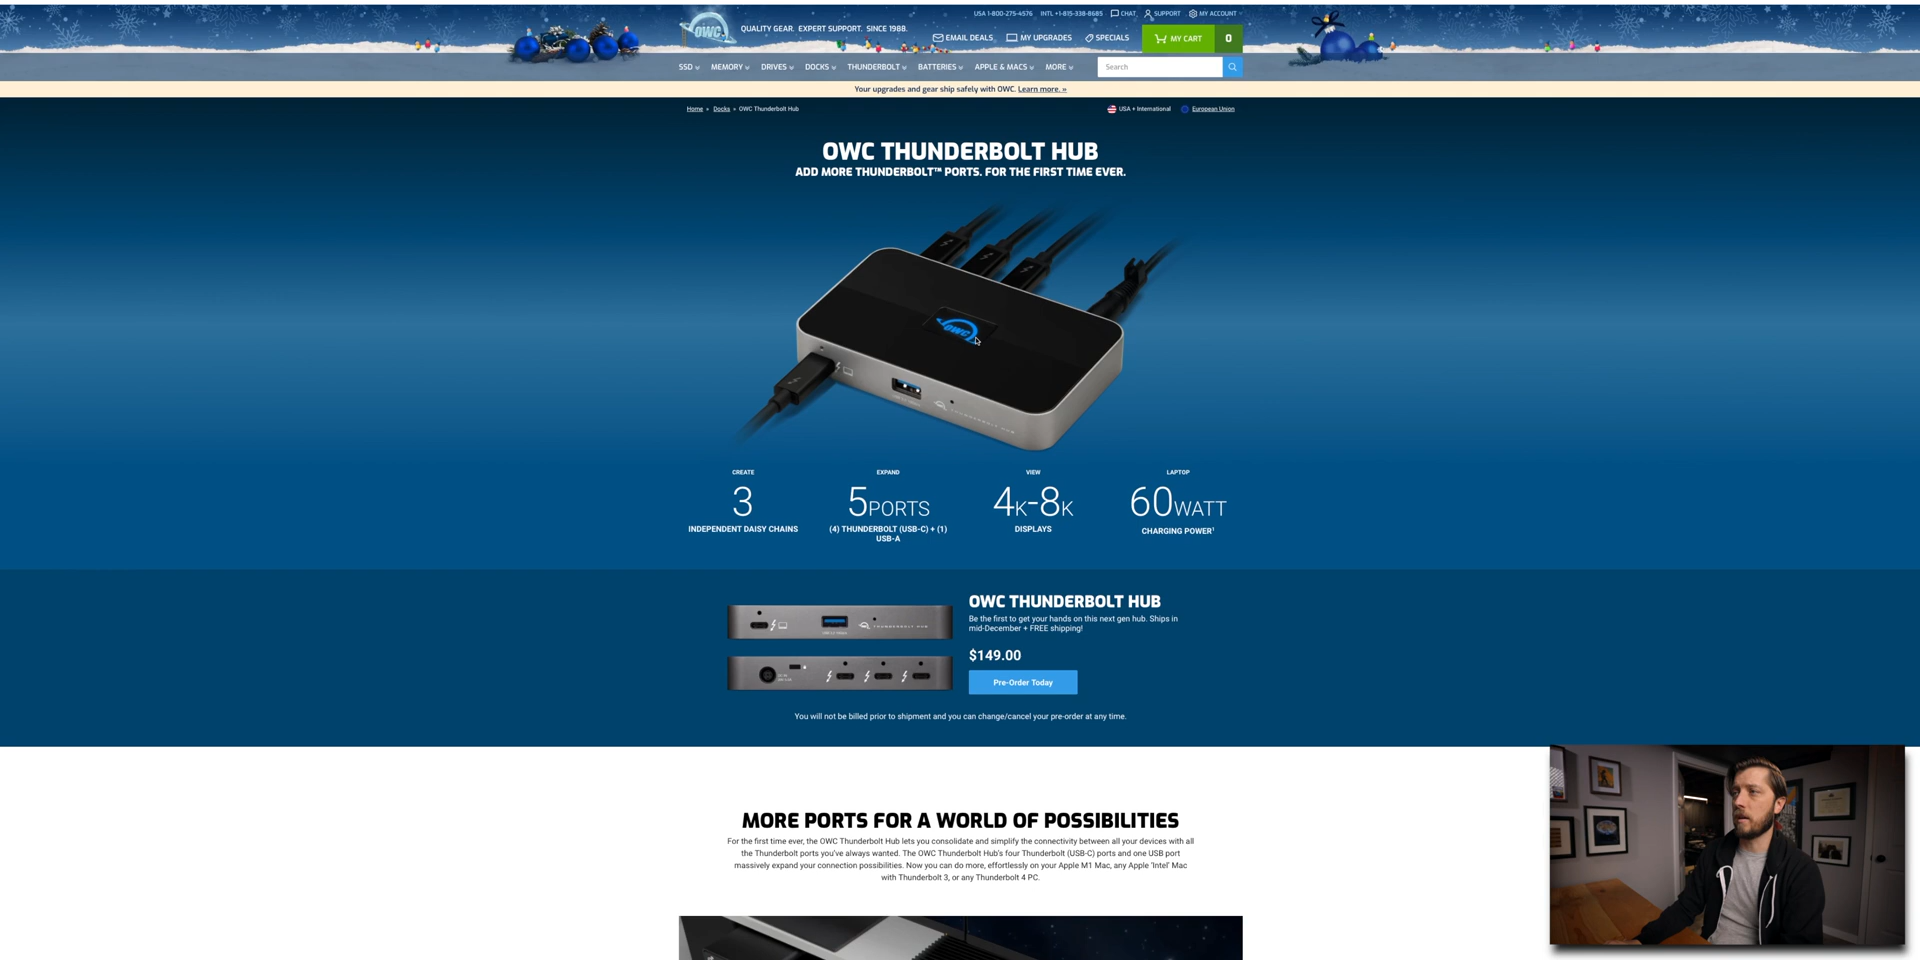 USA 1-800-275-4576 INTL +1-815-338-8685 CHAT SUPPORT MY ACCOUNT
OWC
QUALITY GEAR. EXPERT SUPPORT. SINCE 1988.
EMAIL DEALS MY UPGRADES SPECIALS MY CART 0
SSD MEMORY DRIVES DOCKS THUNDERBOLT BATTERIES APPLE & MACS MORE Search
Your upgrades and gear ship safely with OWC. Learn more. »
Home » Docks » OWC Thunderbolt Hub USA + International European Union
OWC THUNDERBOLT HUB
ADD MORE THUNDERBOLT™ PORTS. FOR THE FIRST TIME EVER.
OWC
THUNDERBOLT HUB
CREATE EXPAND VIEW LAPTOP
3 5PORTS 4K-8K 60WATT
INDEPENDENT DAISY CHAINS (4) THUNDERBOLT (USB-C) + (1) DISPLAYS CHARGING POWER¹
USB-A
OWC THUNDERBOLT HUB
Be the first to get your hands on this next gen hub. Ships in
mid-December + FREE shipping!
THUNDERBOLT HUB
$149.00
Pre-Order Today
You will not be billed prior to shipment and you can change/cancel your pre-order at any time.
MORE PORTS FOR A WORLD OF POSSIBILITIES
For the first time ever, the OWC Thunderbolt Hub lets you consolidate and simplify the connectivity between all your devices with all
the Thunderbolt ports you've always wanted. The OWC Thunderbolt Hub's four Thunderbolt (USB-C) ports and one USB port
massively expand your connection possibilities. Now you can do more, effortlessly on your Apple M1 Mac, any Apple 'Intel' Mac
with Thunderbolt 3, or any Thunderbolt 4 PC.